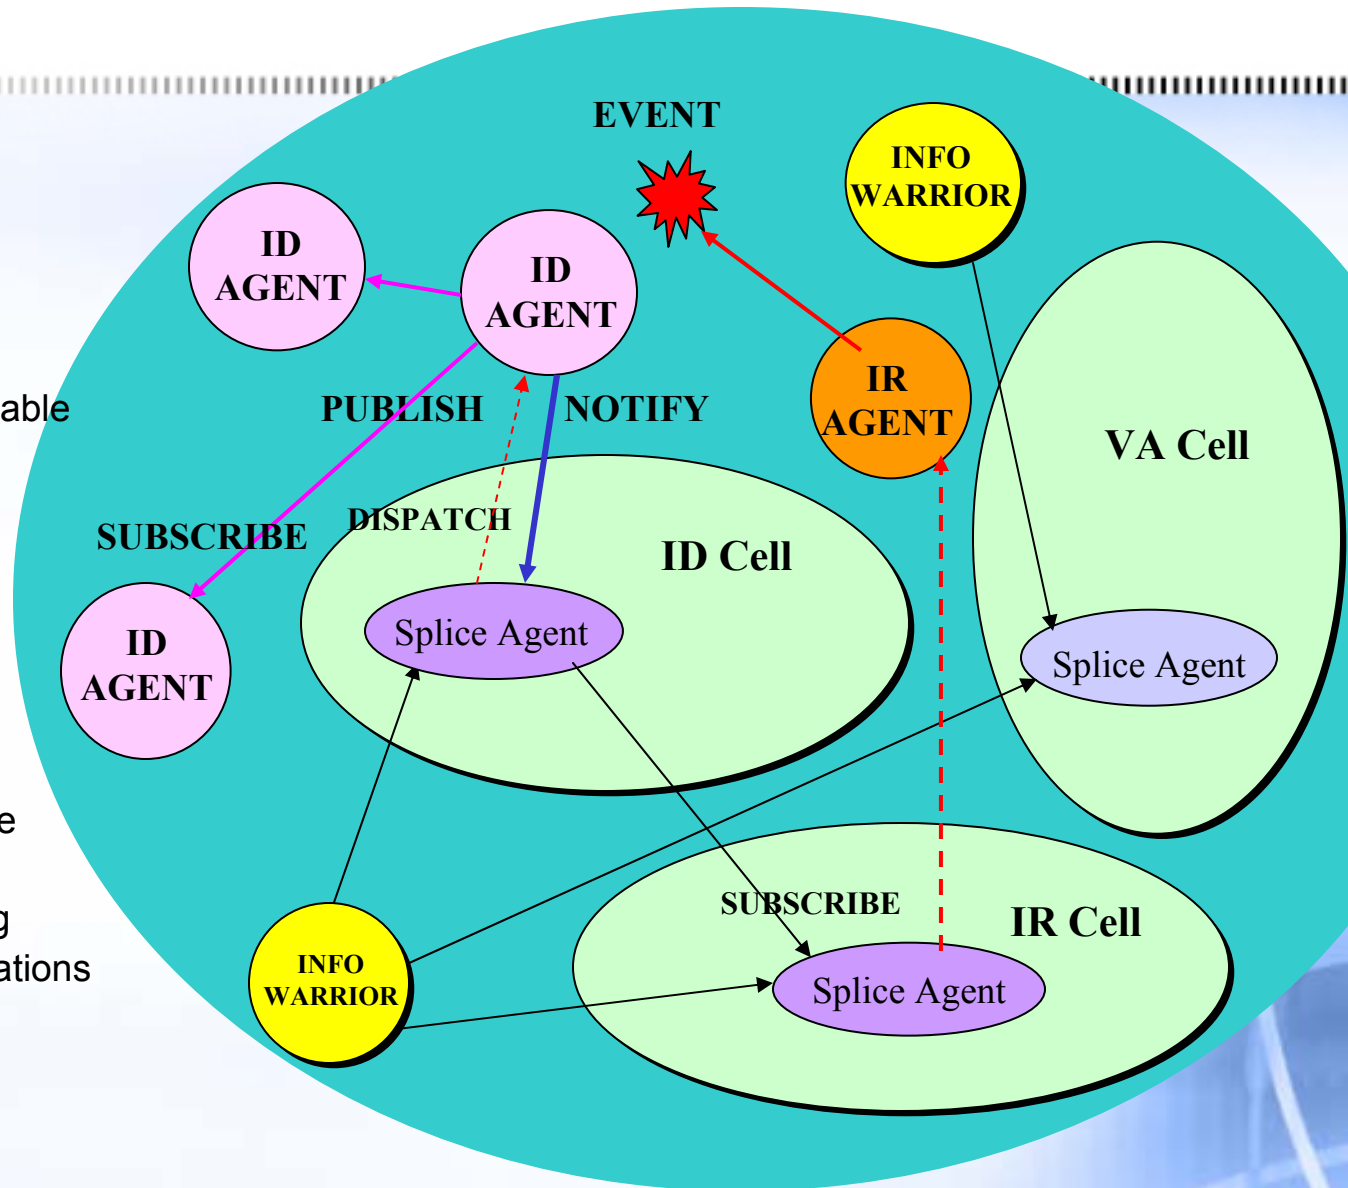 EVENT
INFO
WARRIOR
ID
AGENT
ID
AGENT
IR
AGENT
able
PUBLISH
NOTIFY
VA Cell
DISPATCH
SUBSCRIBE
ID Cell
Splice Agent
ID
AGENT
Splice Agent
e
g
ations
SUBSCRIBE
IR Cell
INFO
WARRIOR
Splice Agent